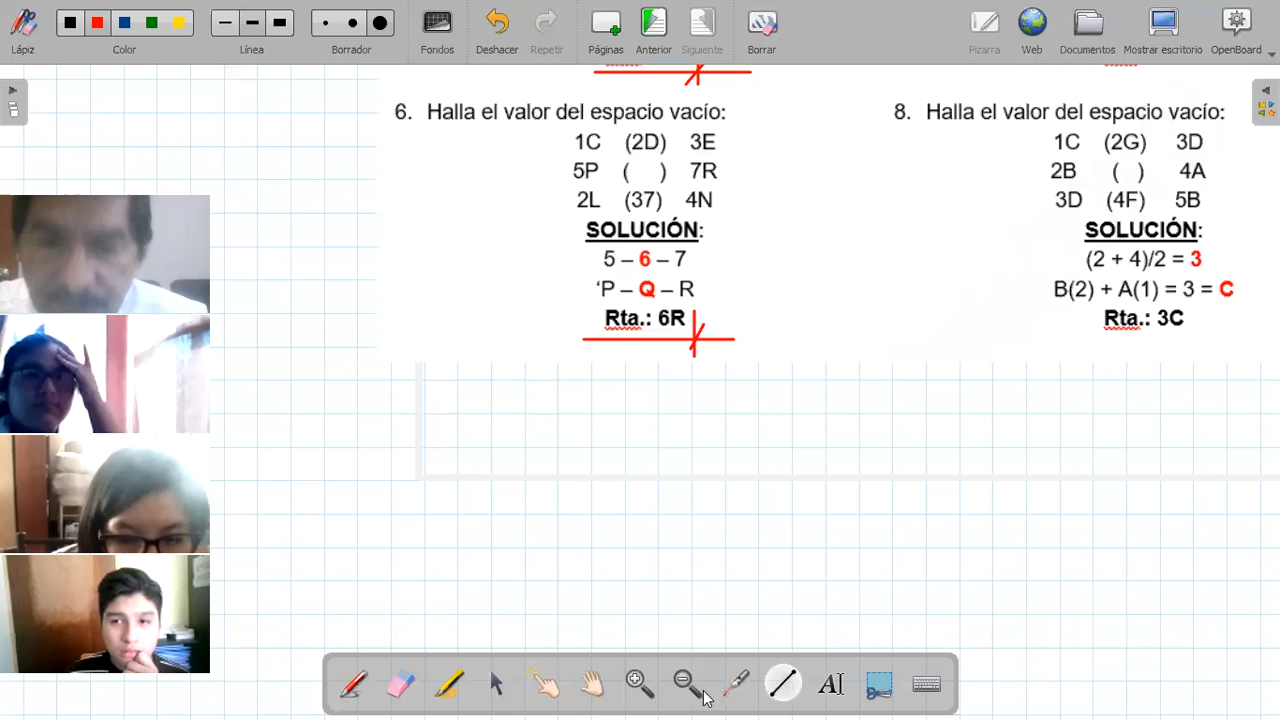 Lápiz Color Línea Borrador Fondos Deshacer Repetir Páginas Anterior Siguiente Borrar Pizarra Web Documentos Mostrar escritorio OpenBoard
6. Halla el valor del espacio vacío:
1C (2D) 3E
5P ( ) 7R
2L (37) 4N
SOLUCIÓN:
5 – 6 – 7
‘P – Q – R
Rta.: 6R
8. Halla el valor del espacio vacío:
1C (2G) 3D
2B ( ) 4A
3D (4F) 5B
SOLUCIÓN:
(2 + 4)/2 = 3
B(2) + A(1) = 3 = C
Rta.: 3C
AI